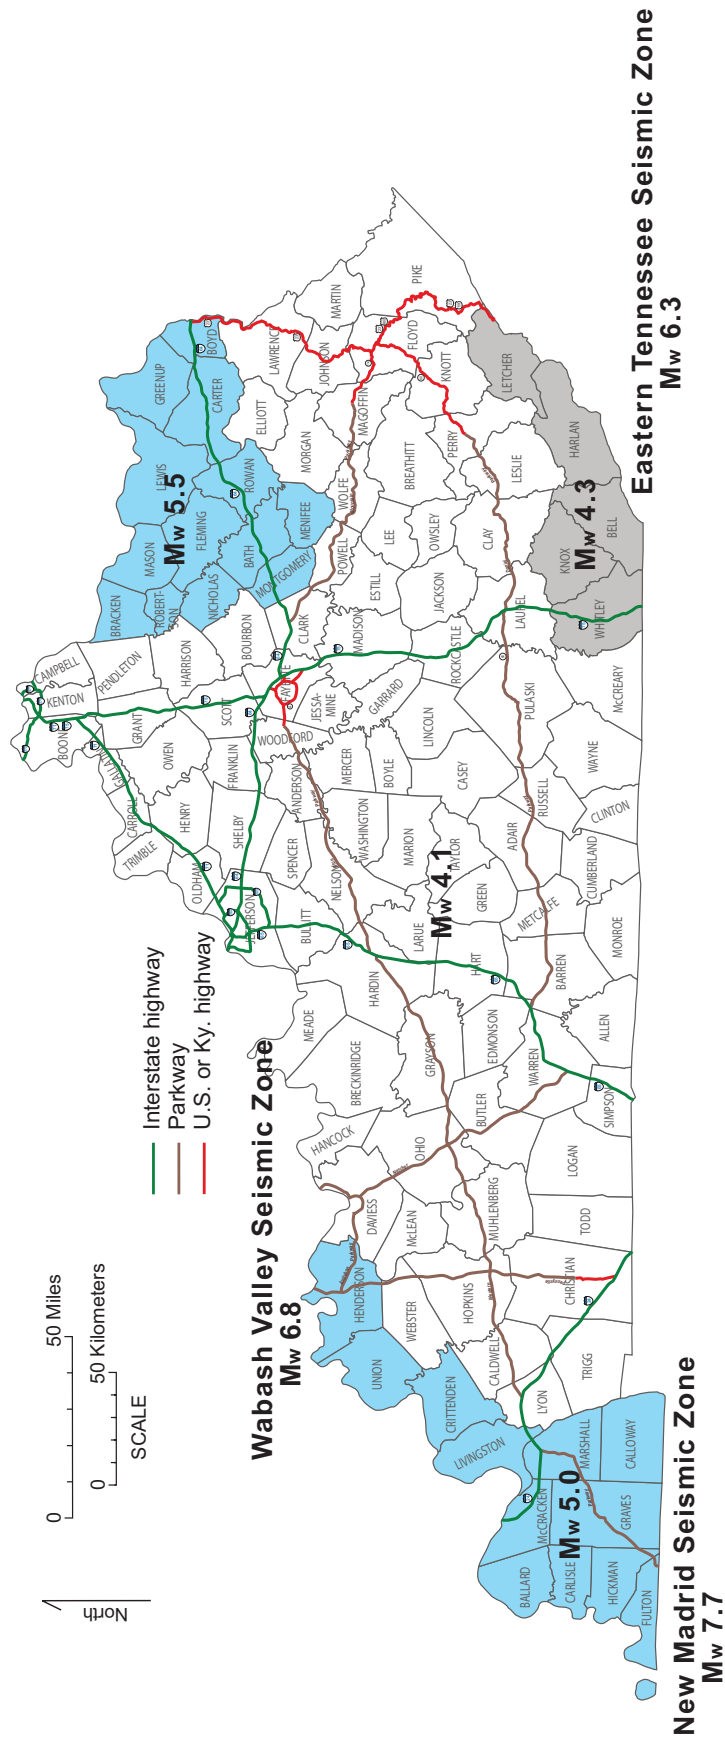 0 50 Miles
0 50 Kilometers
SCALE
North
Interstate highway
Parkway
U.S. or Ky. highway
Wabash Valley Seismic Zone
Mw 6.8
New Madrid Seismic Zone
Mw 7.7
Eastern Tennessee Seismic Zone
Mw 6.3
Mw 5.5
Mw 4.3
Mw 4.1
Mw 5.0
CAMPBELL
KENTON
BOONE
GALLATIN
PENDLETON
BRACKEN
MASON
LEWIS
GREENUP
BOYD
CARTER
ROBERT-
SON
FLEMING
ROWAN
NICHOLAS
BATH
MENIFEE
MONTGOMERY
GRANT
HARRISON
OWEN
CARROLL
TRIMBLE
HENRY
OLDHAM
SHELBY
FRANKLIN
SCOTT
BOURBON
CLARK
FAYETTE
WOODFORD
JESSA-
MINE
ELLIOTT
LAWRENCE
MORGAN
JOHNSON
MARTIN
MAGOFFIN
WOLFE
POWELL
ESTILL
LEE
BREATHITT
FLOYD
PIKE
KNOTT
PERRY
LETCHER
LESLIE
HARLAN
OWSLEY
JACKSON
CLAY
KNOX
BELL
WHITLEY
LAUREL
ROCKCASTLE
MADISON
GARRARD
LINCOLN
PULASKI
McCREARY
WAYNE
MERCER
BOYLE
CASEY
RUSSELL
CLINTON
ANDERSON
WASHINGTON
MARION
TAYLOR
ADAIR
CUMBERLAND
JEFFERSON
SPENCER
NELSON
BULLITT
LARUE
GREEN
METCALFE
MONROE
HART
BARREN
ALLEN
MEADE
HARDIN
BRECKINRIDGE
GRAYSON
EDMONSON
WARREN
SIMPSON
HANCOCK
OHIO
BUTLER
LOGAN
DAVIESS
McLEAN
MUHLENBERG
TODD
HENDERSON
WEBSTER
HOPKINS
CHRISTIAN
UNION
CRITTENDEN
CALDWELL
TRIGG
LIVINGSTON
LYON
MARSHALL
CALLOWAY
McCRACKEN
GRAVES
BALLARD
CARLISLE
HICKMAN
FULTON